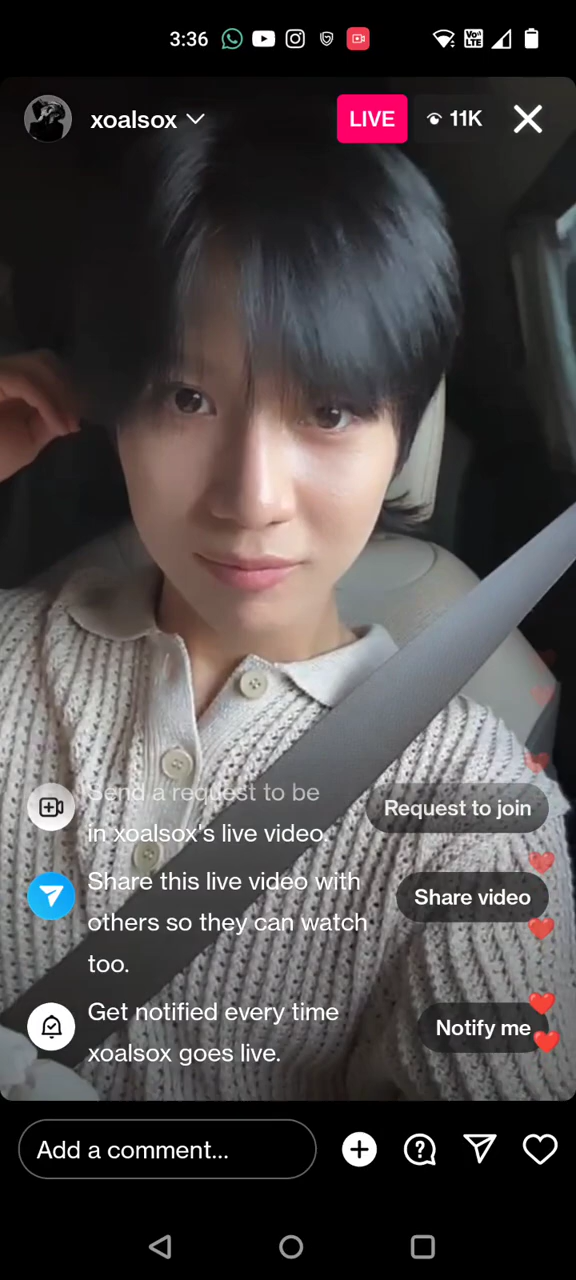 3:36
Vo))
LTE
xoalsox
LIVE
11K
Send a request to be
in xoalsox's live video.
Request to join
Share this live video with
others so they can watch
too.
Share video
Get notified every time
xoalsox goes live.
Notify me
Add a comment...